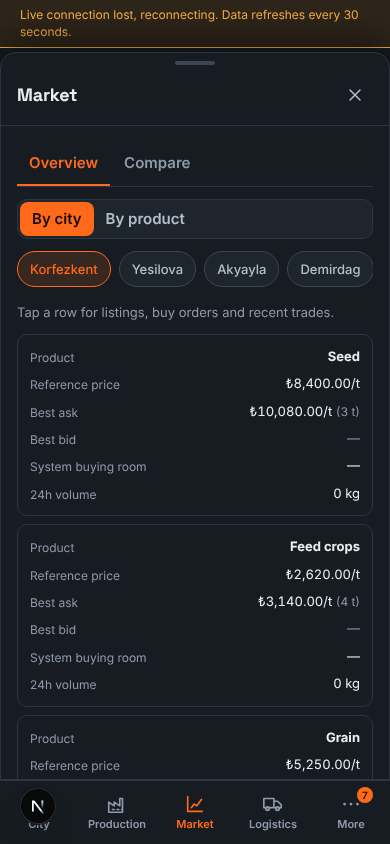 Live connection lost, reconnecting. Data refreshes every 30
seconds.
Market
Overview Compare
By city By product
Korfezkent Yesilova Akyayla Demirdag
Tap a row for listings, buy orders and recent trades.
Product Seed
Reference price ₺8,400.00/t
Best ask ₺10,080.00/t (3 t)
Best bid —
System buying room —
24h volume 0 kg
Product Feed crops
Reference price ₺2,620.00/t
Best ask ₺3,140.00/t (4 t)
Best bid —
System buying room —
24h volume 0 kg
Product Grain
Reference price ₺5,250.00/t
N 7
City Production Market Logistics More